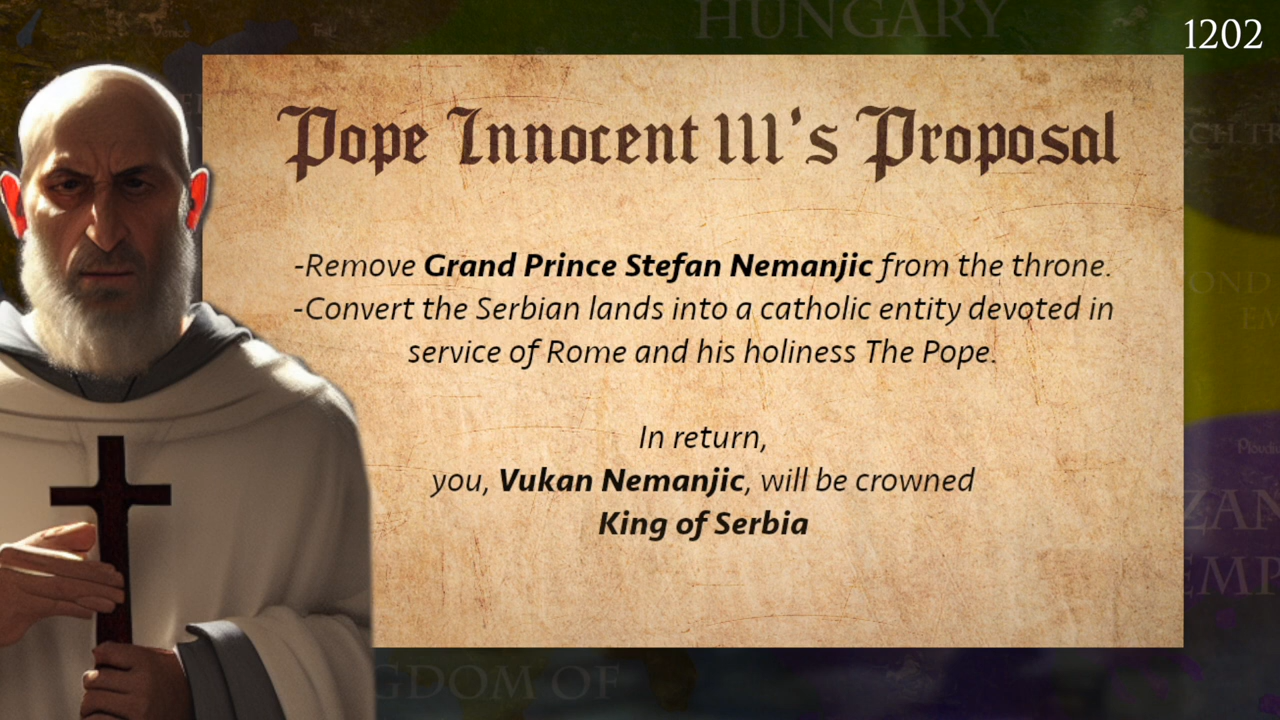 HUNGARY
1202
Pope Innocent III's Proposal
-Remove Grand Prince Stefan Nemanjic from the throne.
-Convert the Serbian lands into a catholic entity devoted in
service of Rome and his holiness The Pope.
In return,
you, Vukan Nemanjic, will be crowned
King of Serbia
GDOM OF
ZAN
EMP